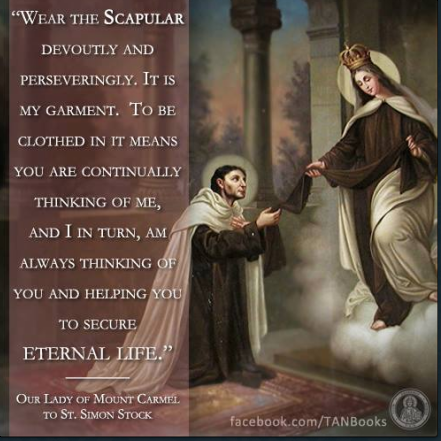 “Wear the Scapular
devoutly and
perseveringly. It is
my garment. To be
clothed in it means
you are continually
thinking of me,
and I in turn, am
always thinking of
you and helping you
to secure
eternal life.”
Our Lady of Mount Carmel
to St. Simon Stock
facebook.com/TANBooks